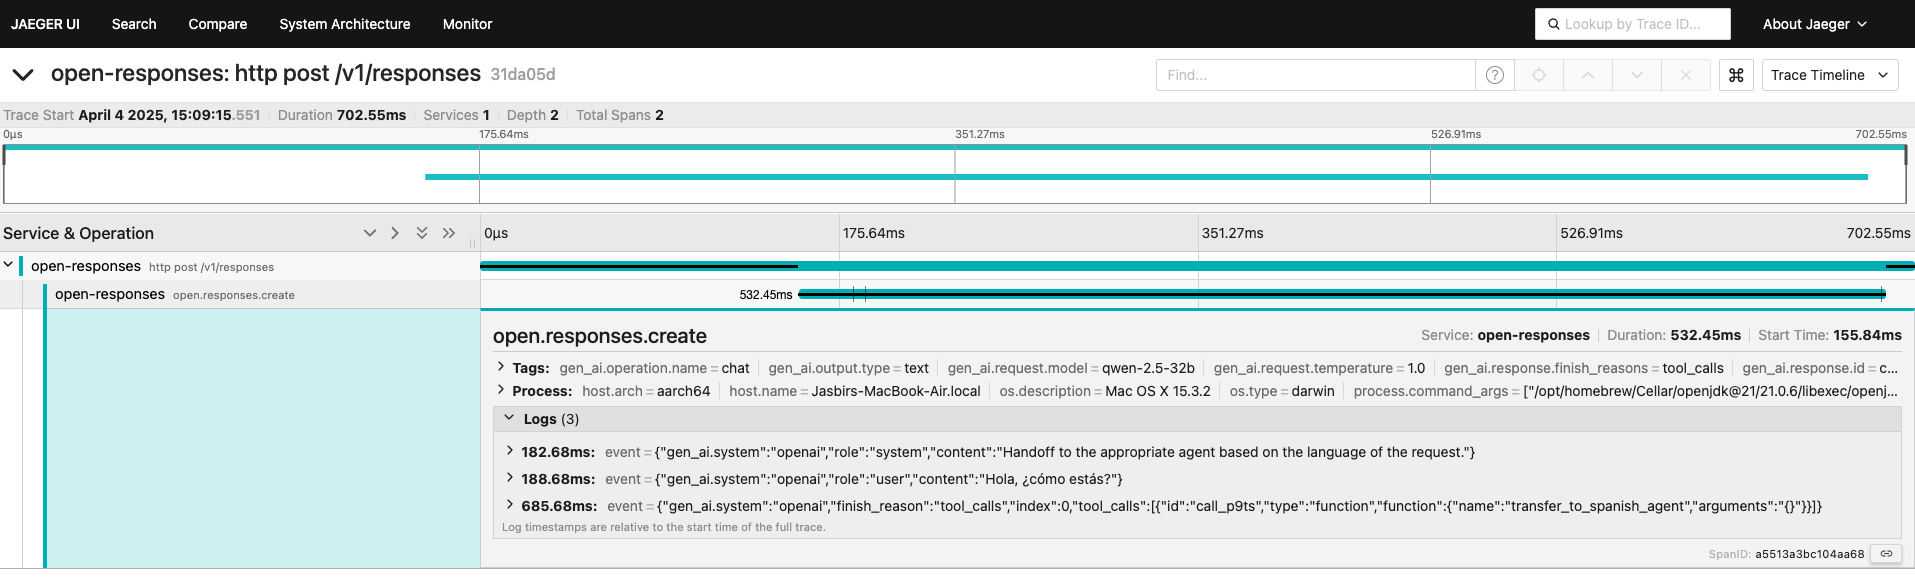 JAEGER UI Search Compare System Architecture Monitor Lookup by Trace ID... About Jaeger
open-responses: http post /v1/responses 31da05d Find... Trace Timeline
Trace Start April 4 2025, 15:09:15.551 Duration 702.55ms Services 1 Depth 2 Total Spans 2
0μs 175.64ms 351.27ms 526.91ms 702.55ms
Service & Operation 0μs 175.64ms 351.27ms 526.91ms 702.55ms
open-responses http post /v1/responses
open-responses open.responses.create 532.45ms
open.responses.create Service: open-responses Duration: 532.45ms Start Time: 155.84ms
Tags: gen_ai.operation.name = chat gen_ai.output.type = text gen_ai.request.model = qwen-2.5-32b gen_ai.request.temperature = 1.0 gen_ai.response.finish_reasons = tool_calls gen_ai.response.id = c...
Process: host.arch = aarch64 host.name = Jasbirs-MacBook-Air.local os.description = Mac OS X 15.3.2 os.type = darwin process.command_args = ["/opt/homebrew/Cellar/openjdk@21/21.0.6/libexec/openj...
Logs (3)
182.68ms: event = {"gen_ai.system":"openai","role":"system","content":"Handoff to the appropriate agent based on the language of the request."}
188.68ms: event = {"gen_ai.system":"openai","role":"user","content":"Hola, ¿cómo estás?"}
685.68ms: event = {"gen_ai.system":"openai","finish_reason":"tool_calls","index":0,"tool_calls":[{"id":"call_p9ts","type":"function","function":{"name":"transfer_to_spanish_agent","arguments":"{}"}}]}
Log timestamps are relative to the start time of the full trace.
SpanID: a5513a3bc104aa68